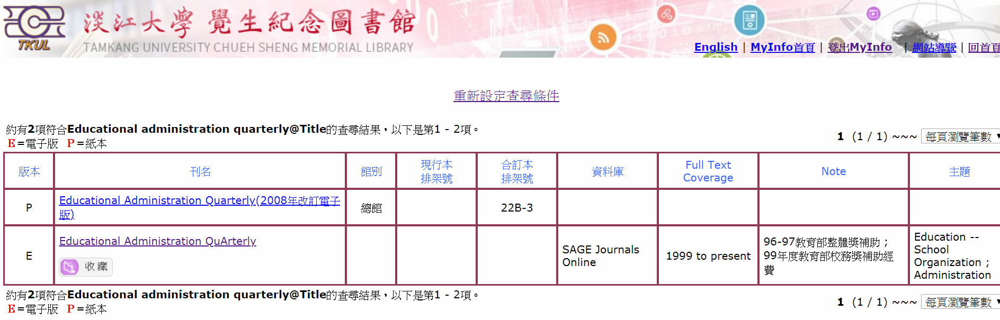 淡江大學 覺生紀念圖書館
TKUL
TAMKANG UNIVERSITY CHUEH SHENG MEMORIAL LIBRARY
English | MyInfo首頁 | 登出MyInfo | 網站導覽 | 回首頁
重新設定查尋條件
約有2項符合Educational administration quarterly@Title的查尋結果，以下是第1 - 2項。
E=電子版 P=紙本
1 (1 / 1) ~~~ 每頁瀏覽筆數
版本 刊名 館別 現行本 合訂本 資料庫 Full Text Note 主題
排架號 排架號 Coverage
P Educational Administration Quarterly(2008年改訂電子 總館 22B-3
版)
E Educational Administration QuArterly SAGE Journals 1999 to present 96-97教育部整體獎補助； Education --
收藏 Online 99年度教育部校務獎補助經 School
費 Organization ;
Administration
約有2項符合Educational administration quarterly@Title的查尋結果，以下是第1 - 2項。
E=電子版 P=紙本
1 (1 / 1) ~~~ 每頁瀏覽筆數